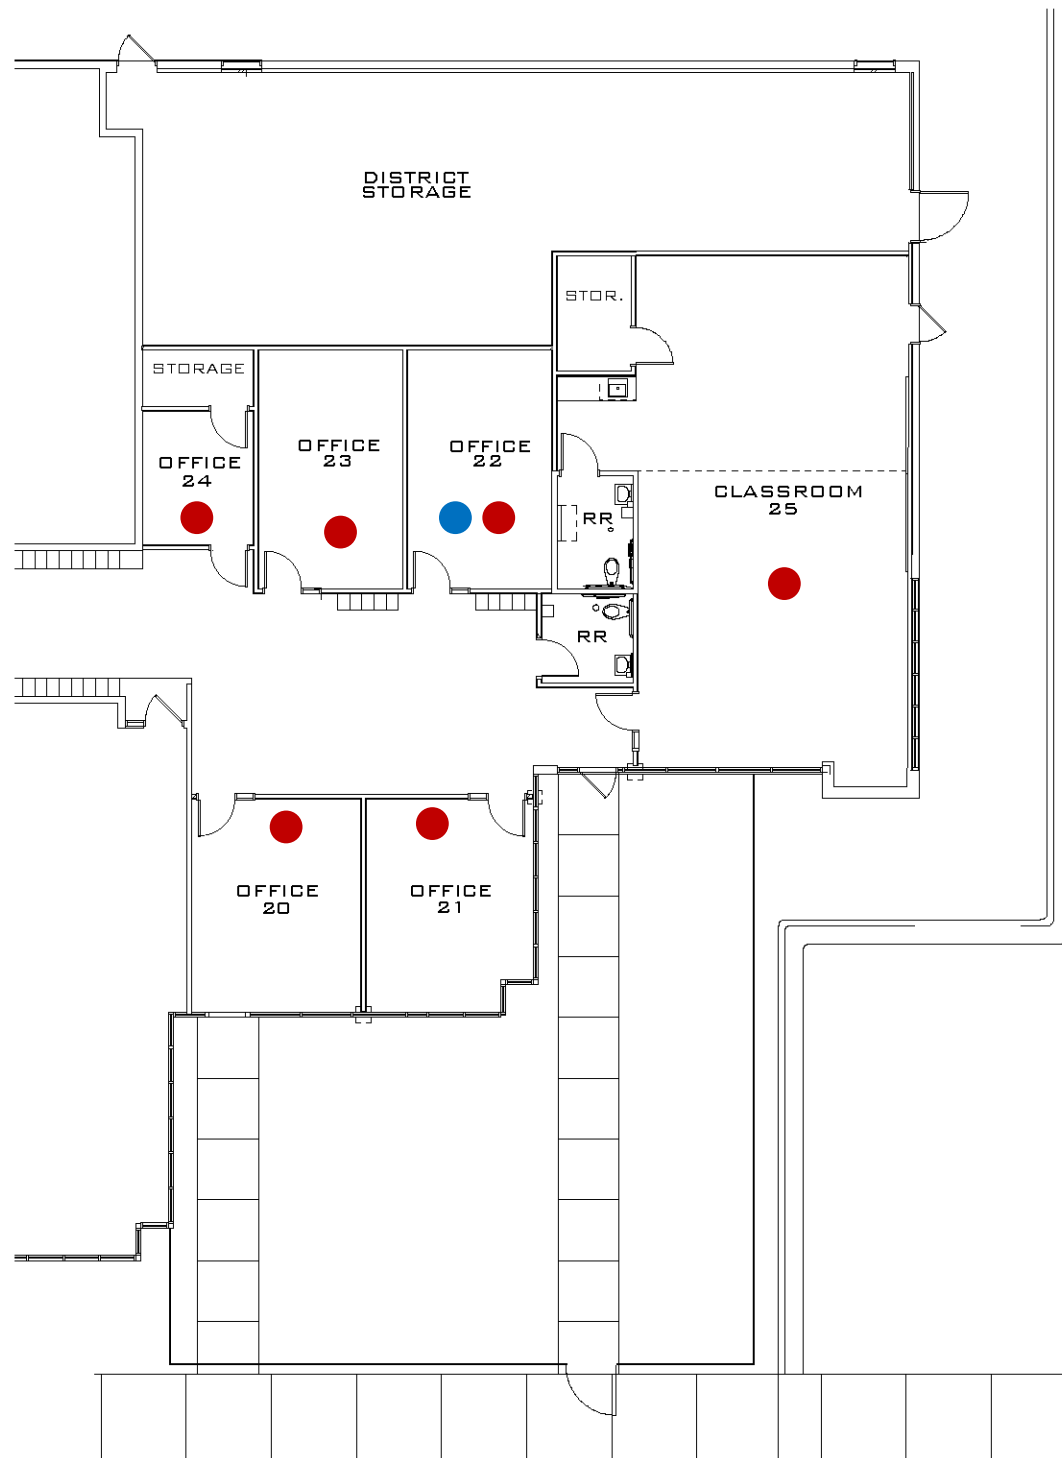 DISTRICT
STORAGE
STOR.
STORAGE
OFFICE
23
OFFICE
22
OFFICE
24
CLASSROOM
25
RR
RR
OFFICE
20
OFFICE
21